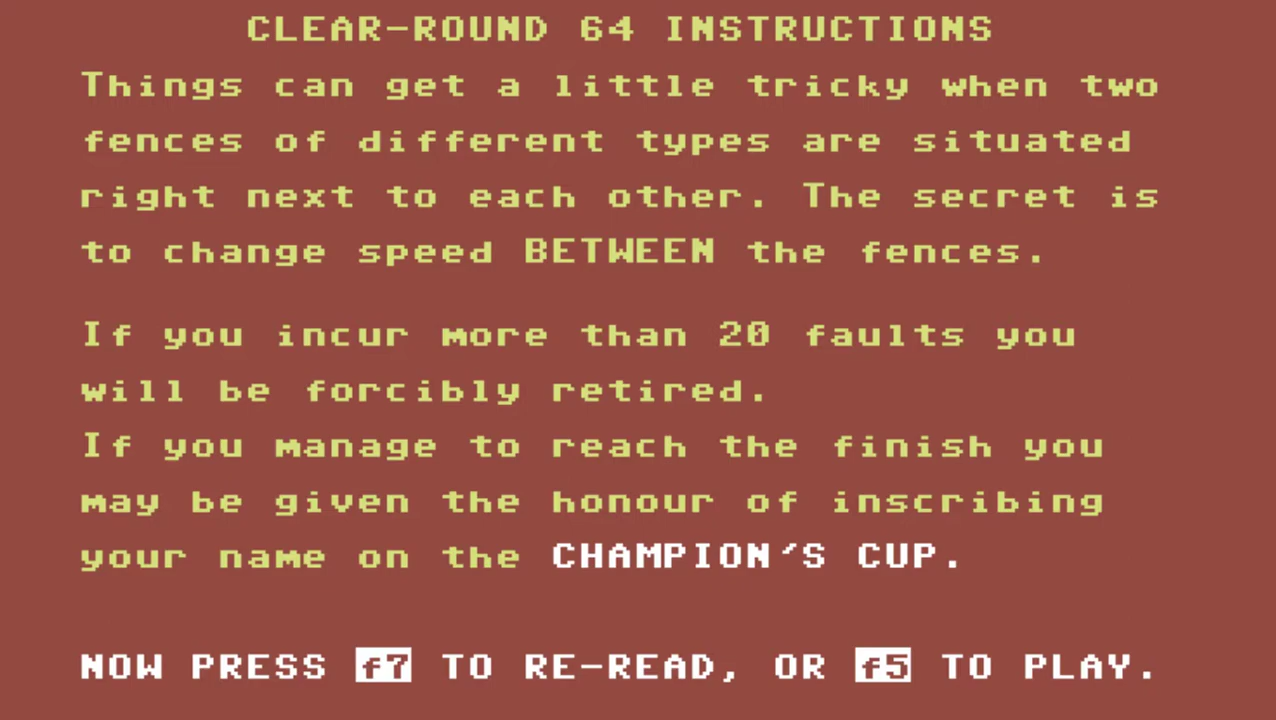 CLEAR-ROUND 64 INSTRUCTIONS
Things can get a little tricky when two
fences of different types are situated
right next to each other. The secret is
to change speed BETWEEN the fences.
If you incur more than 20 faults you
will be forcibly retired.
If you manage to reach the finish you
may be given the honour of inscribing
your name on the CHAMPION'S CUP.
NOW PRESS f7 TO RE-READ, OR f5 TO PLAY.